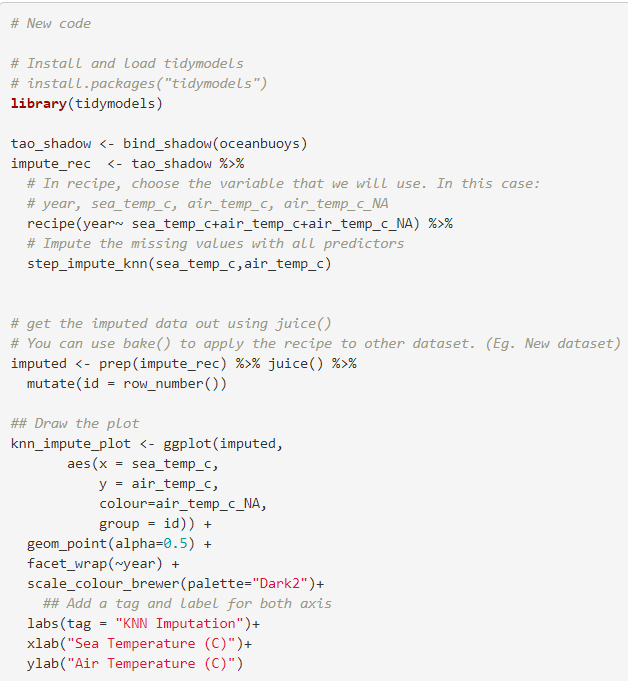 # New code
# Install and load tidymodels
# install.packages("tidymodels")
library(tidymodels)
tao_shadow <- bind_shadow(oceanbuoys)
impute_rec  <- tao_shadow %>%
  # In recipe, choose the variable that we will use. In this case:
  # year, sea_temp_c, air_temp_c, air_temp_c_NA
  recipe(year~ sea_temp_c+air_temp_c+air_temp_c_NA) %>%
  # Impute the missing values with all predictors
  step_impute_knn(sea_temp_c,air_temp_c)
# get the imputed data out using juice()
# You can use bake() to apply the recipe to other dataset. (Eg. New dataset)
imputed <- prep(impute_rec) %>% juice() %>%
  mutate(id = row_number())
## Draw the plot
knn_impute_plot <- ggplot(imputed,
       aes(x = sea_temp_c,
           y = air_temp_c,
           colour=air_temp_c_NA,
           group = id)) +
  geom_point(alpha=0.5) +
  facet_wrap(~year) +
  scale_colour_brewer(palette="Dark2")+
    ## Add a tag and label for both axis
  labs(tag = "KNN Imputation")+
  xlab("Sea Temperature (C)")+
  ylab("Air Temperature (C)")